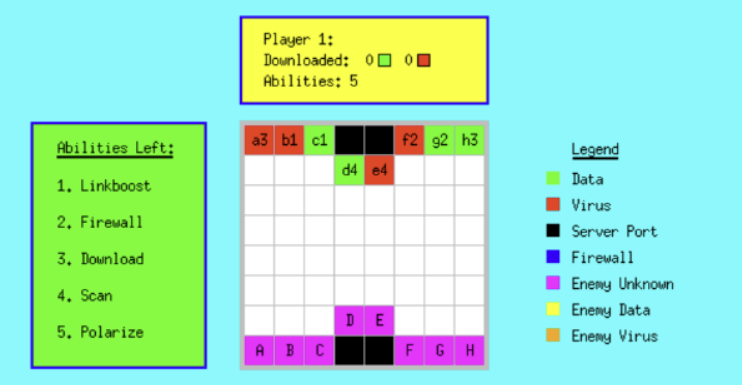 Player 1:
Downloaded: 0 0
Abilities: 5
Abilities Left:
1. Linkboost
2. Firewall
3. Download
4. Scan
5. Polarize
a3 b1 c1 f2 g2 h3
d4 e4
D E
A B C F G H
Legend
Data
Virus
Server Port
Firewall
Enemy Unknown
Enemy Data
Enemy Virus